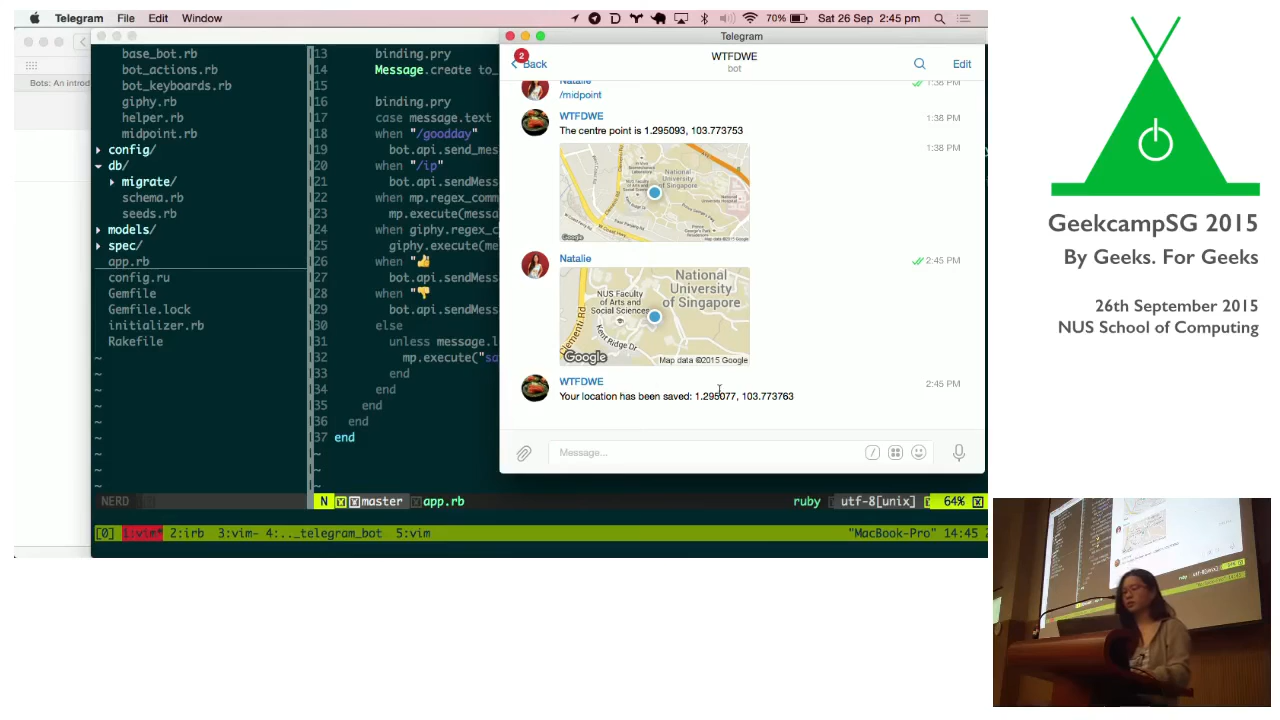 Telegram File Edit Window
70% Sat 26 Sep 2:45 pm
Bots: An introd
base_bot.rb
bot_actions.rb
bot_keyboards.rb
giphy.rb
helper.rb
midpoint.rb
config/
db/
migrate/
schema.rb
seeds.rb
models/
spec/
app.rb
config.ru
Gemfile
Gemfile.lock
initializer.rb
Rakefile
~
~
~
~
~
~
~
~
~
NERD
13 binding.pry
14 Message.create to_
15
16 binding.pry
17 case message.text
18 when "/goodday"
19 bot.api.send_mes
20 when "/ip"
21 bot.api.sendMess
22 when mp.regex_comm
23 mp.execute(messa
24 when giphy.regex_c
25 giphy.execute(me
26 when "👍
27 bot.api.sendMess
28 when "👎
29 bot.api.sendMess
30 else
31 unless message.l
32 mp.execute("sa
33 end
34 end
35 end
36 end
37 end
~
~
~
N master app.rb ruby utf-8[unix] 64%
[0] 1:vim* 2:irb 3:vim- 4:.._telegram_bot 5:vim "MacBook-Pro" 14:45 2
Telegram
2
Back
WTFDWE
bot
Edit
Natalie
1:38 PM
/midpoint
WTFDWE
1:38 PM
The centre point is 1.295093, 103.773753
1:38 PM
National
University
of Singapore
Google
Natalie
2:45 PM
National
University
of Singapore
NUS Faculty
of Arts and
Social Sciences
Clementi Rd
Kent Ridge Dr
Google
Map data ©2015 Google
WTFDWE
2:45 PM
Your location has been saved: 1.295077, 103.773763
Message...
GeekcampSG 2015
By Geeks. For Geeks
26th September 2015
NUS School of Computing